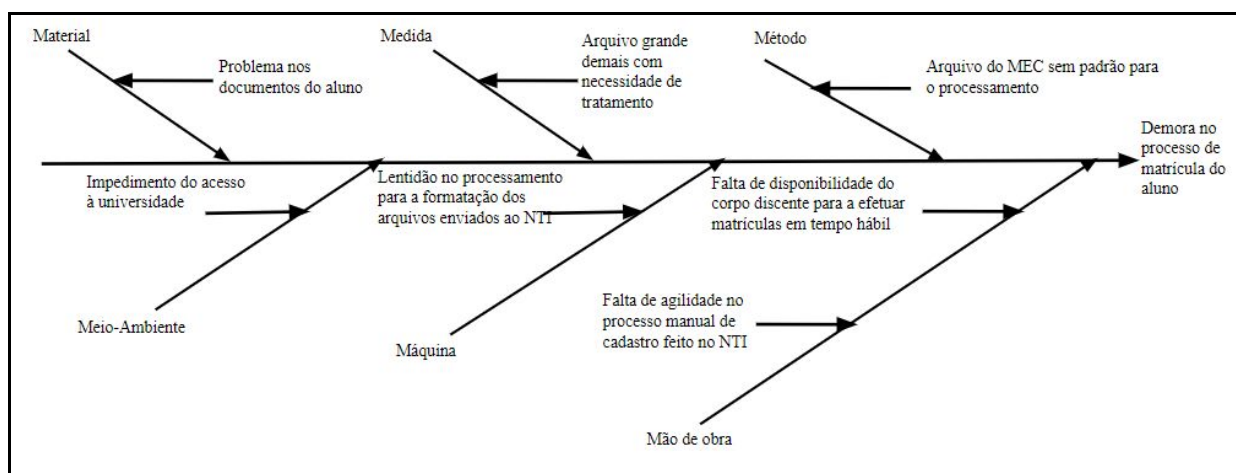 Material
Problema nos
documentos do aluno
Medida
Arquivo grande
demais com
necessidade de
tratamento
Método
Arquivo do MEC sem padrão para
o processamento
Demora no
processo de
matrícula do
aluno
Impedimento do acesso
à universidade
Meio-Ambiente
Lentidão no processamento
para a formatação dos
arquivos enviados ao NTI
Máquina
Falta de disponibilidade do
corpo discente para a efetuar
matrículas em tempo hábil
Falta de agilidade no
processo manual de
cadastro feito no NTI
Mão de obra